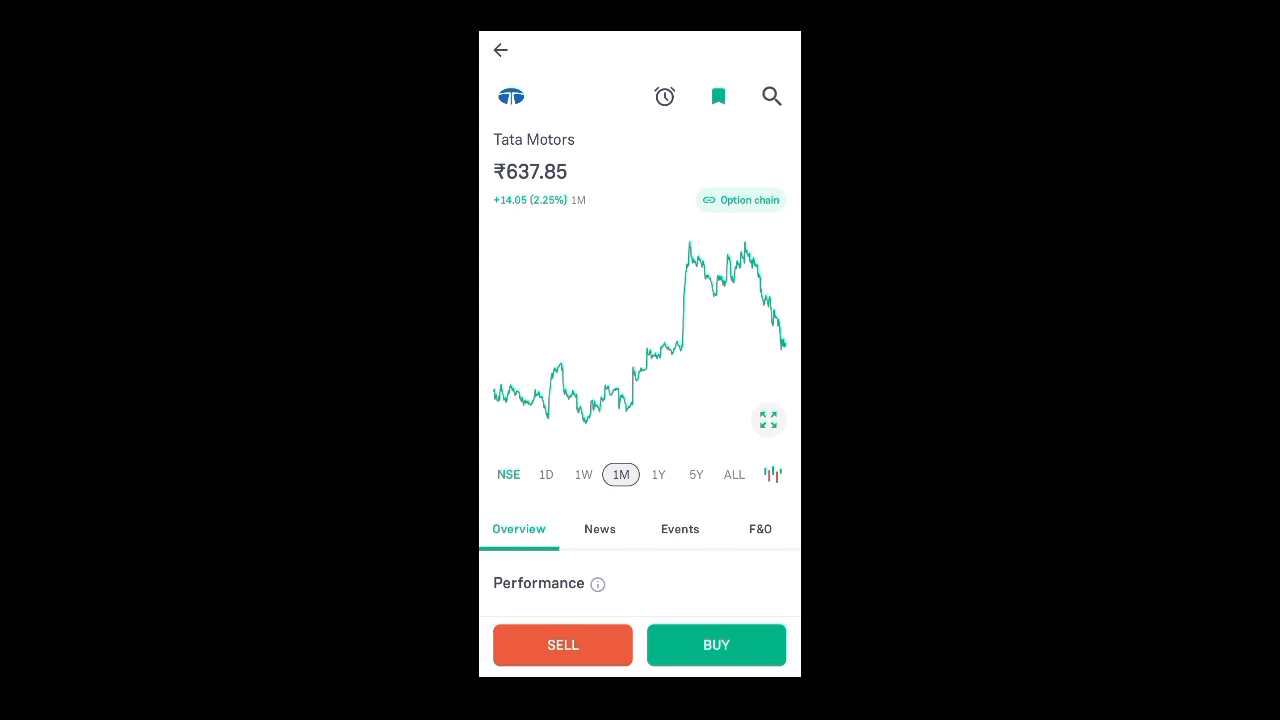 Tata Motors
₹637.85
+14.05 (2.25%) 1M
Option chain
NSE 1D 1W 1M 1Y 5Y ALL
Overview News Events F&O
Performance
SELL BUY